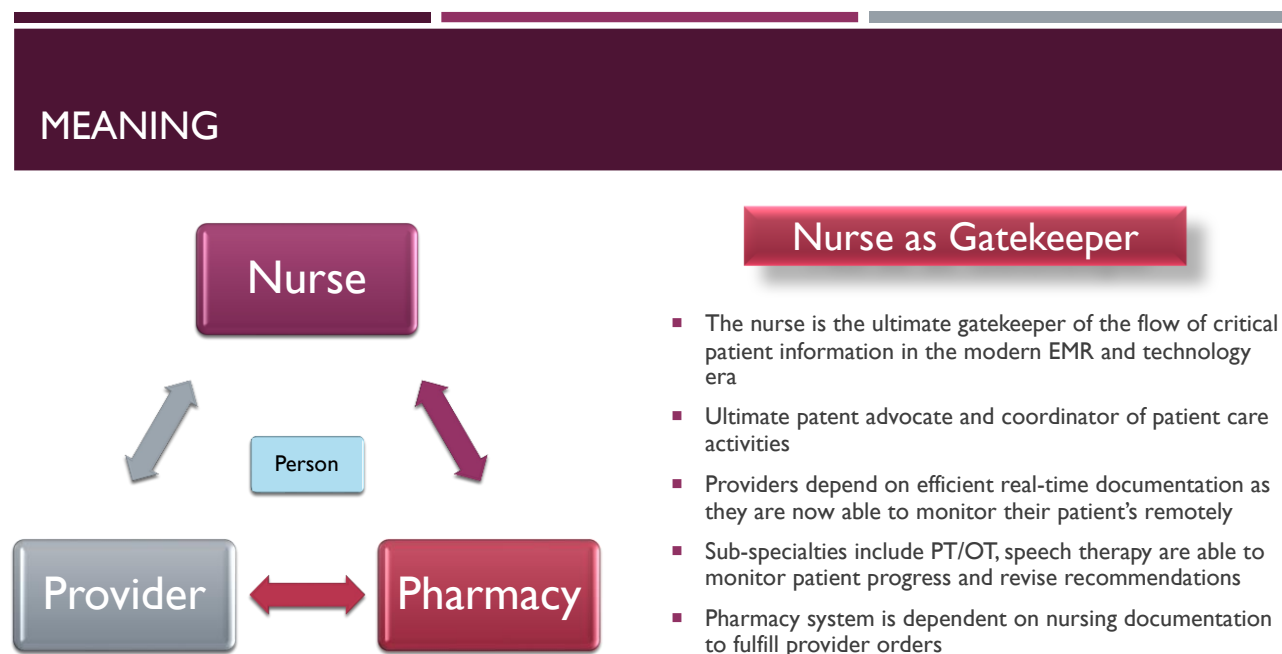 MEANING
Nurse
Person
Provider
Pharmacy
Nurse as Gatekeeper
▪ The nurse is the ultimate gatekeeper of the flow of critical
patient information in the modern EMR and technology
era
▪ Ultimate patent advocate and coordinator of patient care
activities
▪ Providers depend on efficient real-time documentation as
they are now able to monitor their patient's remotely
▪ Sub-specialties include PT/OT, speech therapy are able to
monitor patient progress and revise recommendations
▪ Pharmacy system is dependent on nursing documentation
to fulfill provider orders